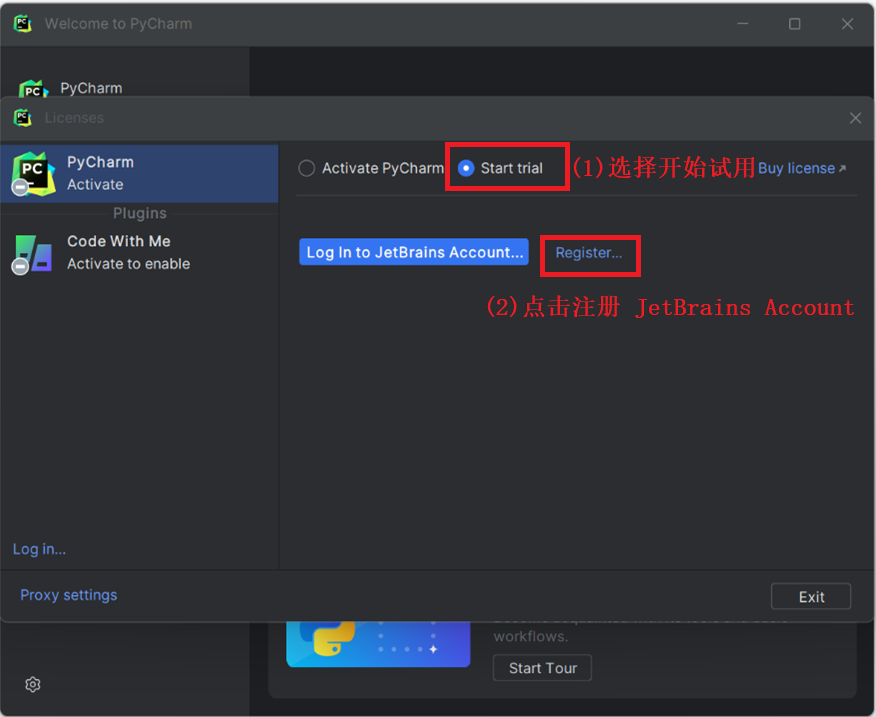 Welcome to PyCharm
PyCharm
Licenses
PyCharm
Activate
Plugins
Code With Me
Activate to enable
Activate PyCharm Start trial (1)选择开始试用 Buy license
Log In to JetBrains Account... Register...
(2)点击注册 JetBrains Account
Log in...
Proxy settings
Exit
workflows.
Start Tour